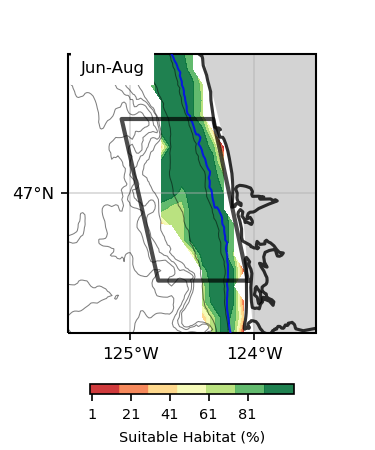 Jun-Aug
47°N
125°W 124°W
1 21 41 61 81
Suitable Habitat (%)